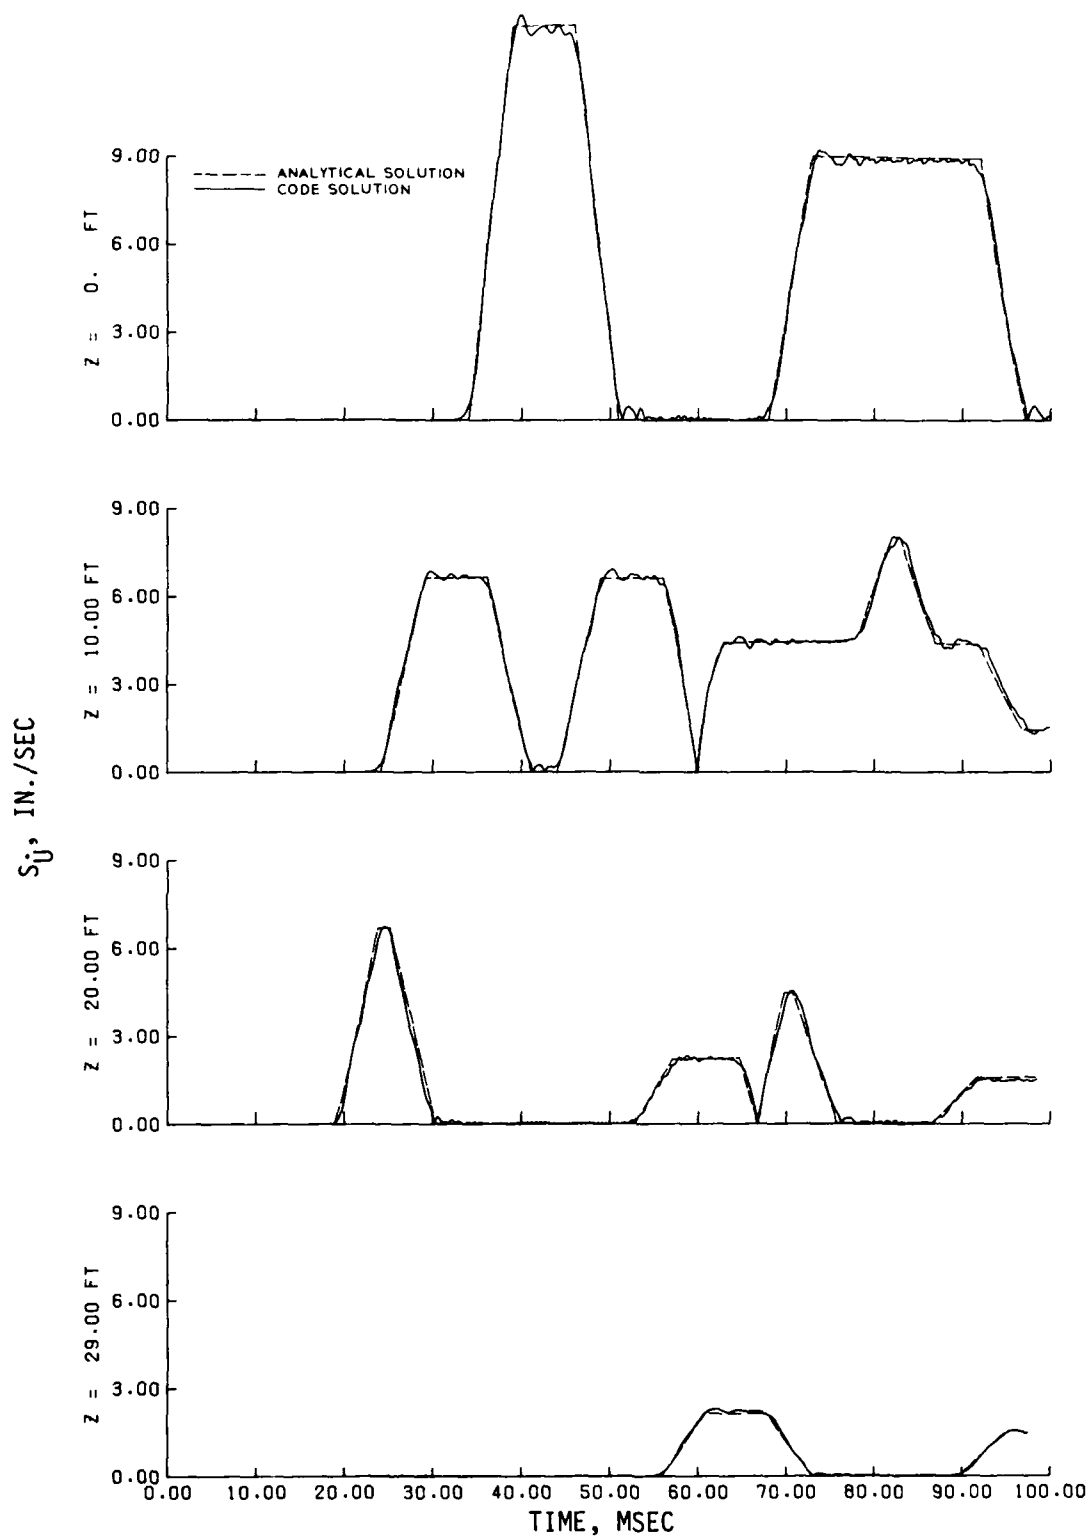 9.00
6.00
3.00
0.00
Z = 0. FT
ANALYTICAL SOLUTION
CODE SOLUTION
9.00
6.00
3.00
0.00
Z = 10.00 FT
S_U̇, IN./SEC
9.00
6.00
3.00
0.00
Z = 20.00 FT
9.00
6.00
3.00
0.00
Z = 29.00 FT
0.00 10.00 20.00 30.00 40.00 50.00 60.00 70.00 80.00 90.00 100.00
TIME, MSEC